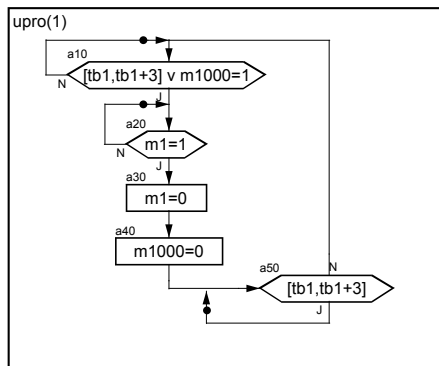 upro(1)
a10
[tb1,tb1+3] v m1000=1
N
J
a20
m1=1
N
J
a30
m1=0
a40
m1000=0
a50
N
[tb1,tb1+3]
J